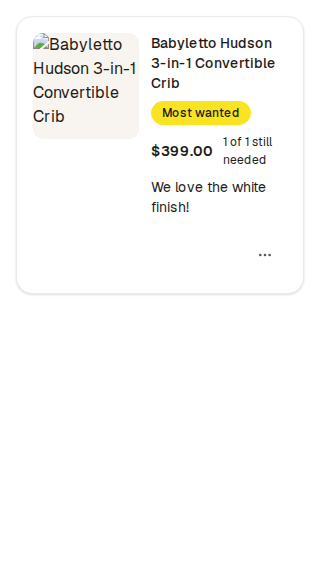 Babyletto
Hudson 3-in-1
Convertible
Crib
Babyletto Hudson
3-in-1 Convertible
Crib
Most wanted
$399.00
1 of 1 still
needed
We love the white
finish!